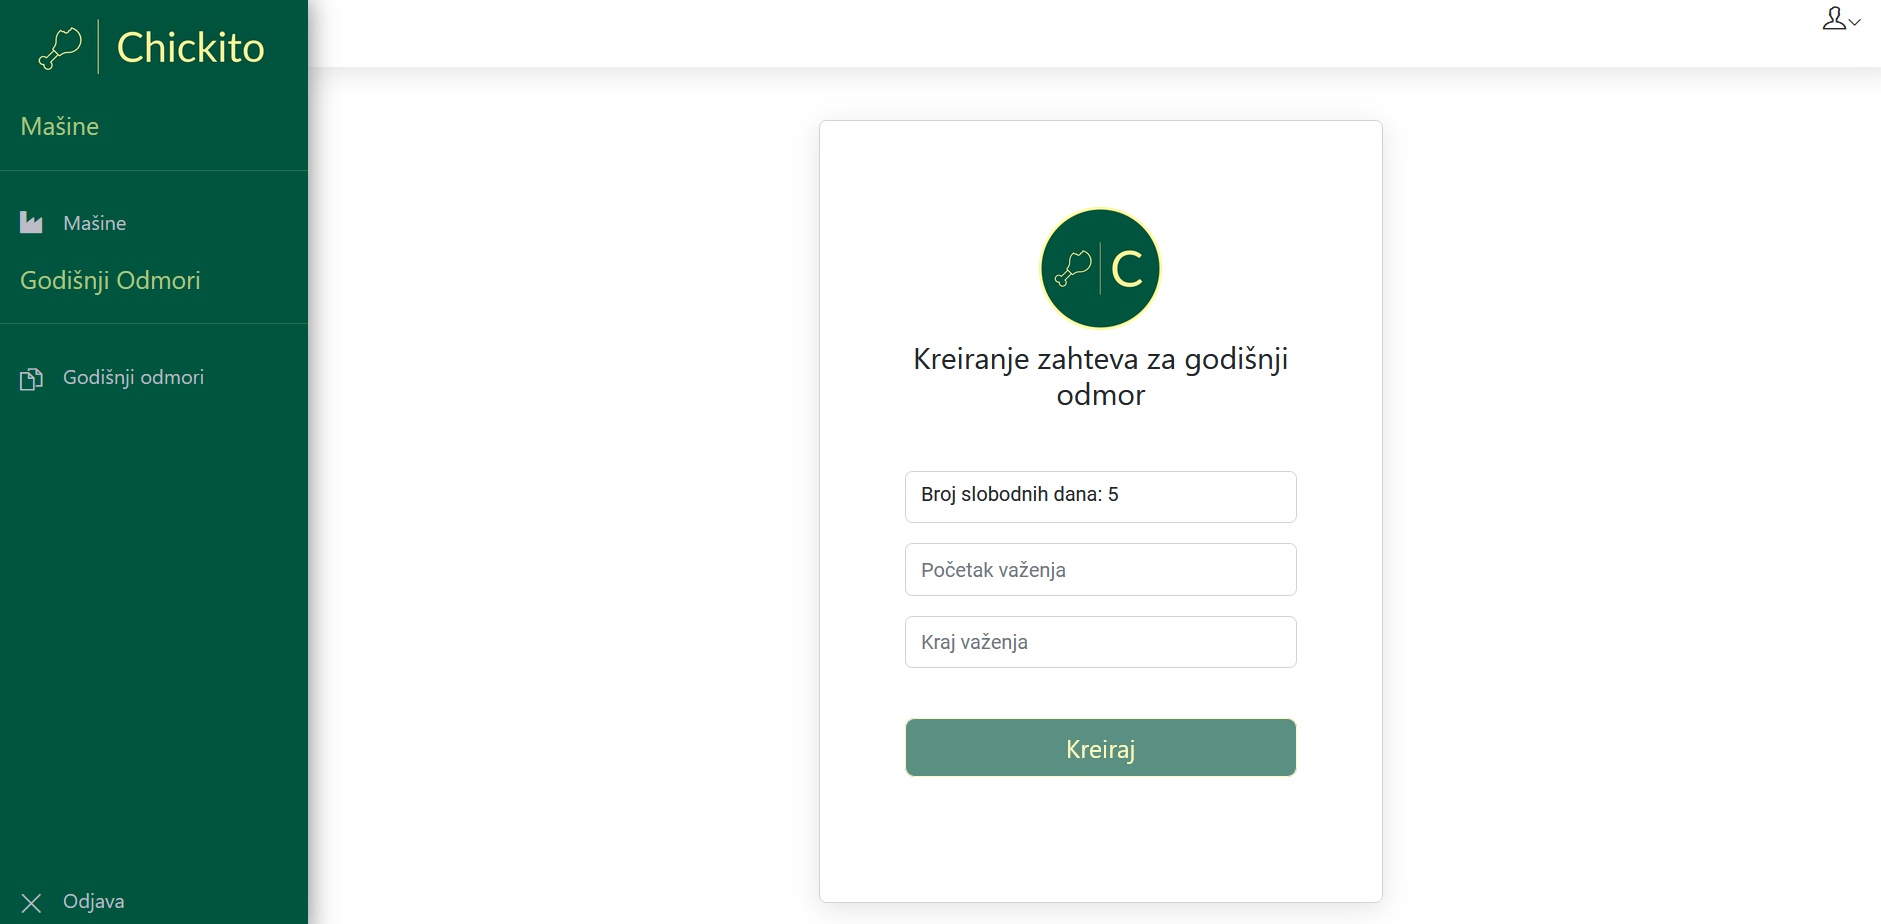 Chickito
Mašine
Mašine
Godišnji Odmori
Godišnji odmori
Odjava
C
Kreiranje zahteva za godišnji
odmor
Broj slobodnih dana: 5
Početak važenja
Kraj važenja
Kreiraj